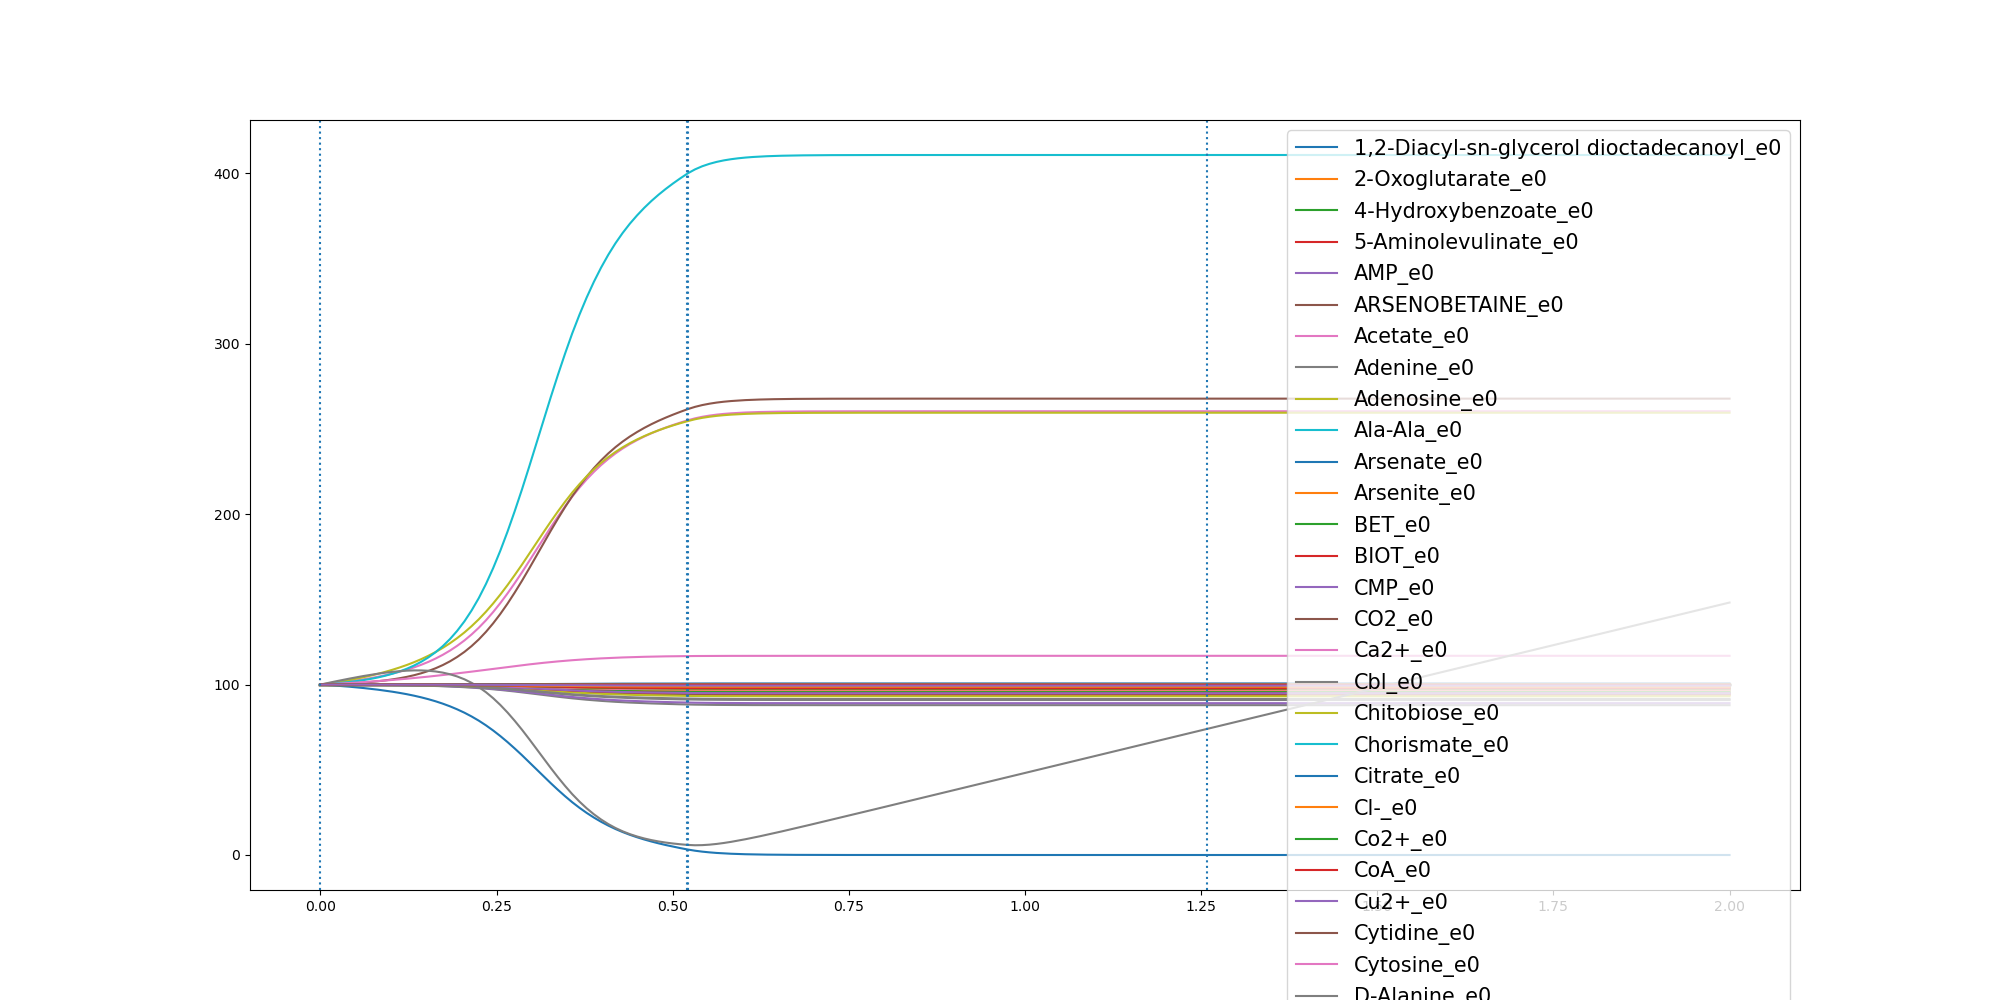 400
300
200
100
0
0.00
0.25
0.50
0.75
1.00
1.25
1.75
2.00
1,2-Diacyl-sn-glycerol dioctadecanoyl_e0
2-Oxoglutarate_e0
4-Hydroxybenzoate_e0
5-Aminolevulinate_e0
AMP_e0
ARSENOBETAINE_e0
Acetate_e0
Adenine_e0
Adenosine_e0
Ala-Ala_e0
Arsenate_e0
Arsenite_e0
BET_e0
BIOT_e0
CMP_e0
CO2_e0
Ca2+_e0
Cbl_e0
Chitobiose_e0
Chorismate_e0
Citrate_e0
Cl-_e0
Co2+_e0
CoA_e0
Cu2+_e0
Cytidine_e0
Cytosine_e0
D-Alanine_e0